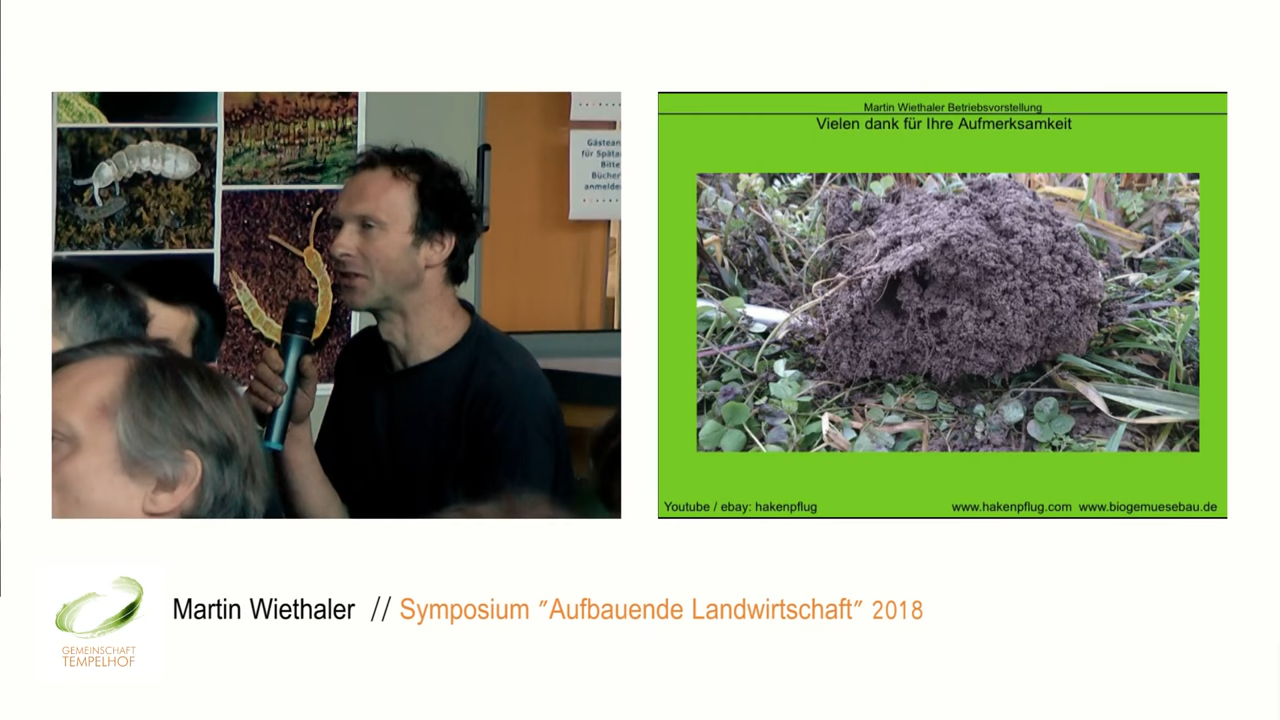 Gästean
für Späta
Bitte
Bücher
anmelde
Martin Wiethaler Betriebsvorstellung
Vielen dank für Ihre Aufmerksamkeit
Youtube / ebay: hakenpflug
www.hakenpflug.com www.biogemuesebau.de
Martin Wiethaler // Symposium "Aufbauende Landwirtschaft" 2018
GEMEINSCHAFT
TEMPELHOF